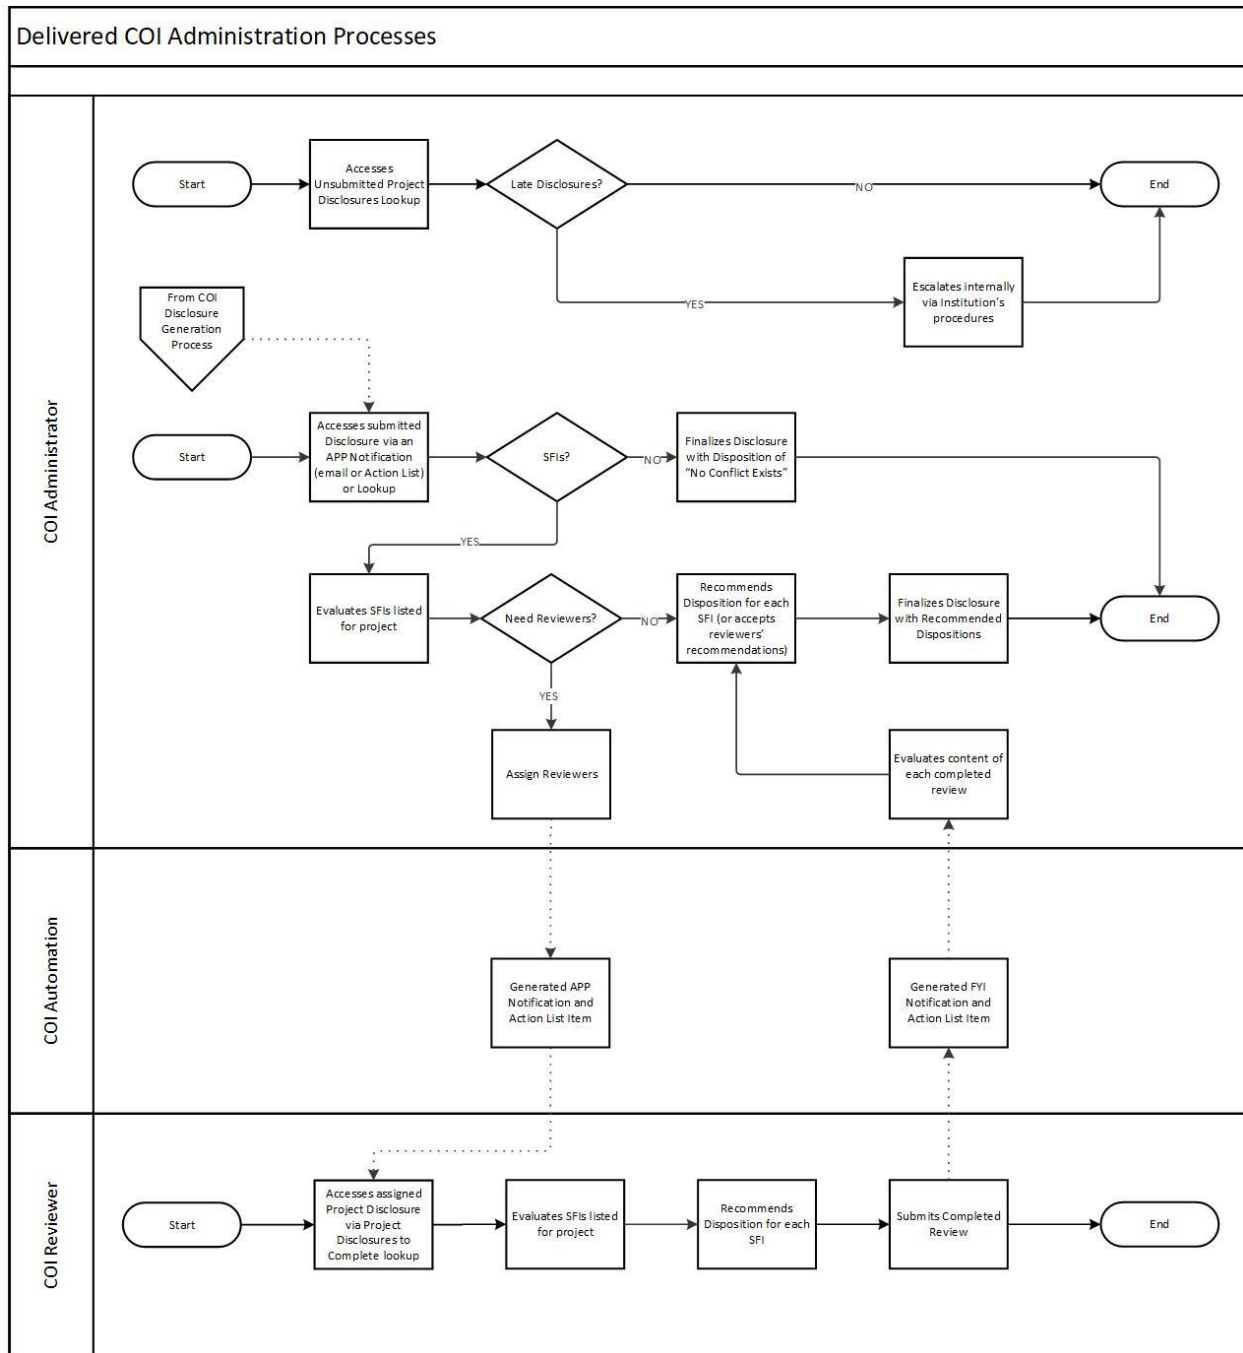 Delivered COI Administration Processes
COI Administrator
Start
Accesses
Unsubmitted Project
Disclosures Lookup
Late Disclosures?
NO
End
YES
Escalates internally
via Institution's
procedures
From COI
Disclosure
Generation
Process
Start
Accesses submitted
Disclosure via an
APP Notification
(email or Action List)
or Lookup
SFIs?
NO
Finalizes Disclosure
with Disposition of
"No Conflict Exists"
YES
Evaluates SFIs listed
for project
Need Reviewers?
NO
Recommends
Disposition for each
SFI (or accepts
reviewers'
recommendations)
Finalizes Disclosure
with Recommended
Dispositions
End
YES
Assign Reviewers
Evaluates content of
each completed
review
COI Automation
Generated APP
Notification and
Action List Item
Generated FYI
Notification and
Action List Item
COI Reviewer
Start
Accesses assigned
Project Disclosure
via Project
Disclosures to
Complete lookup
Evaluates SFIs listed
for project
Recommends
Disposition for each
SFI
Submits Completed
Review
End